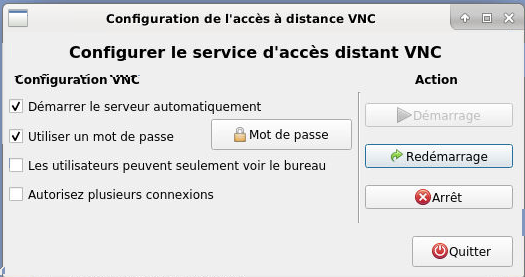 Configuration de l'accès à distance VNC
Configurer le service d'accès distant VNC
Configuration VNC
Action
Démarrer le serveur automatiquement
Démarrage
Utiliser un mot de passe
Mot de passe
Redémarrage
Les utilisateurs peuvent seulement voir le bureau
Autorisez plusieurs connexions
Arrêt
Quitter